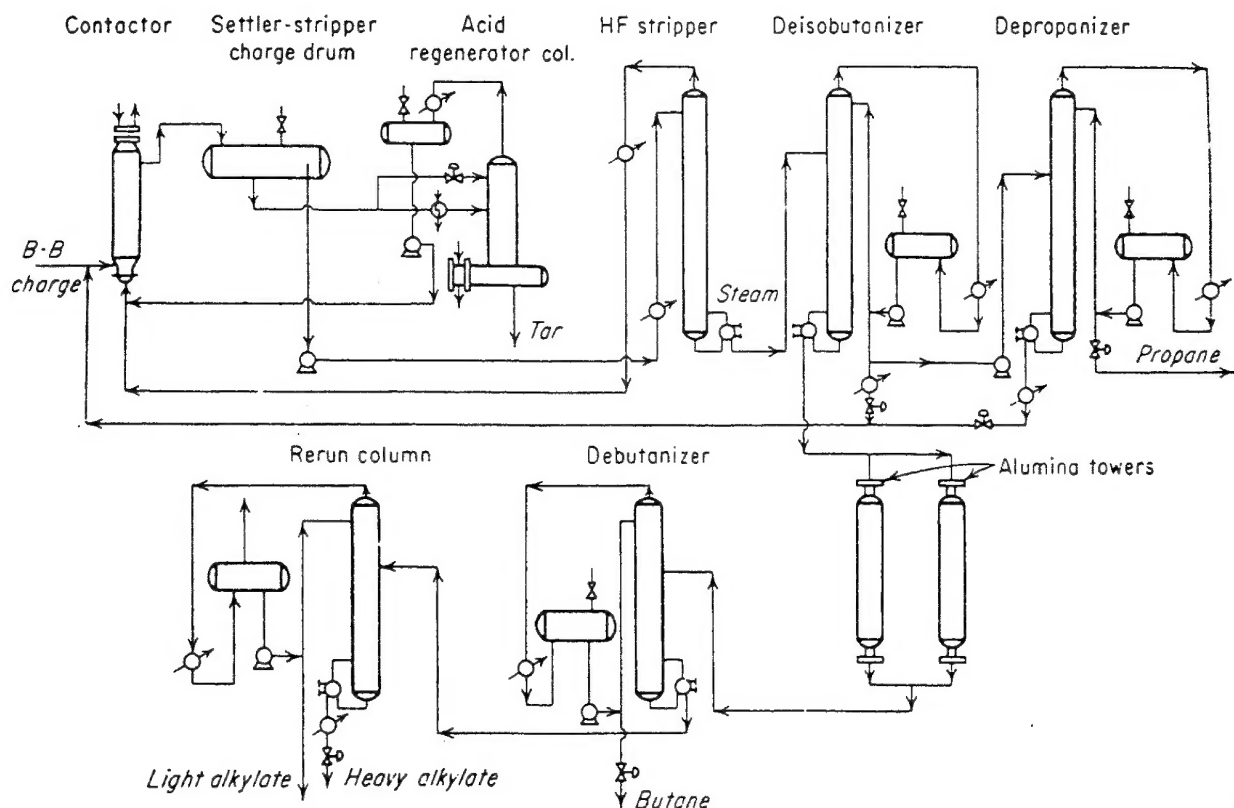 Contactor
Settler-stripper
charge drum
Acid
regenerator col.
HF stripper
Deisobutanizer
Depropanizer
B-B
charge
Tar
Steam
Propane
Rerun column
Debutanizer
Alumina towers
Light alkylate
Heavy alkylate
Butane